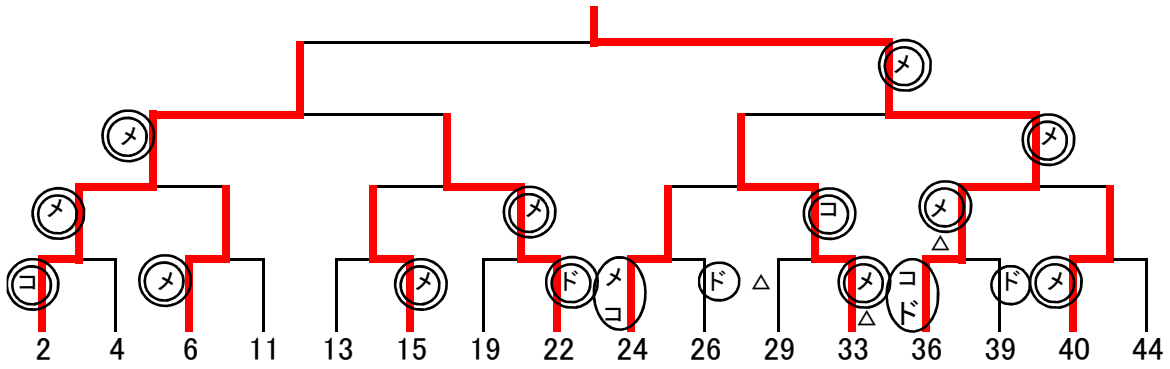 メ
メ メ
メ メ コ メ
△
コ メ メ ド メ コ ド △ メ △ コ ド ド メ
2 4 6 11 13 15 19 22 24 26 29 33 36 39 40 44